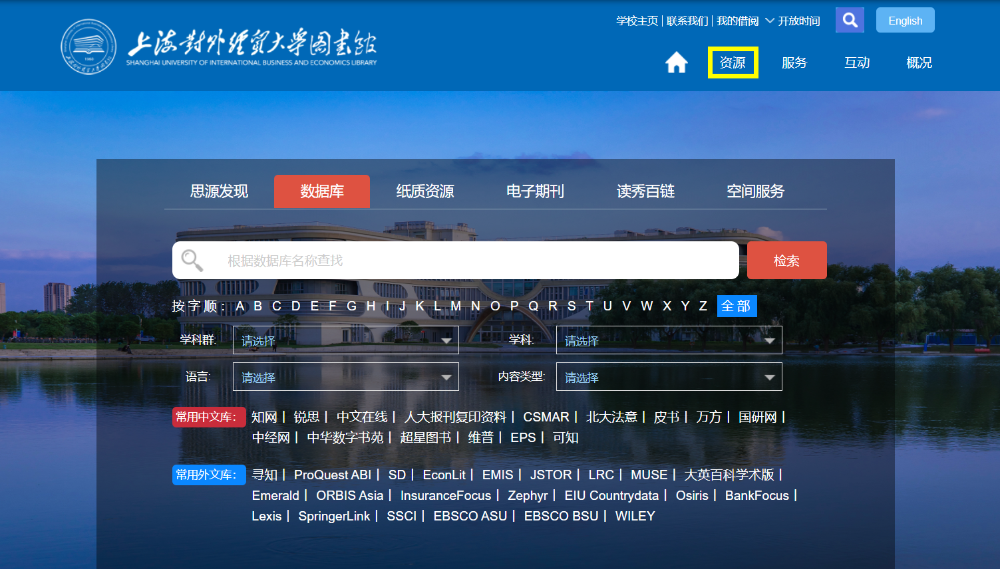 学校主页 | 联系我们 | 我的借阅 开放时间 English
上海對外經貿大學圖書館
SHANGHAI UNIVERSITY OF INTERNATIONAL BUSINESS AND ECONOMICS LIBRARY
1960
资源 服务 互动 概况
思源发现 数据库 纸质资源 电子期刊 读秀百链 空间服务
根据数据库名称查找 检索
按字顺: A B C D E F G H I J K L M N O P Q R S T U V W X Y Z 全部
学科群: 请选择 学科: 请选择
语言: 请选择 内容类型: 请选择
常用中文库: 知网 | 锐思 | 中文在线 | 人大报刊复印资料 | CSMAR | 北大法意 | 皮书 | 万方 | 国研网 |
中经网 | 中华数字书苑 | 超星图书 | 维普 | EPS | 可知
常用外文库: 寻知 | ProQuest ABI | SD | EconLit | EMIS | JSTOR | LRC | MUSE | 大英百科学术版 |
Emerald | ORBIS Asia | InsuranceFocus | Zephyr | EIU Countrydata | Osiris | BankFocus |
Lexis | SpringerLink | SSCI | EBSCO ASU | EBSCO BSU | WILEY